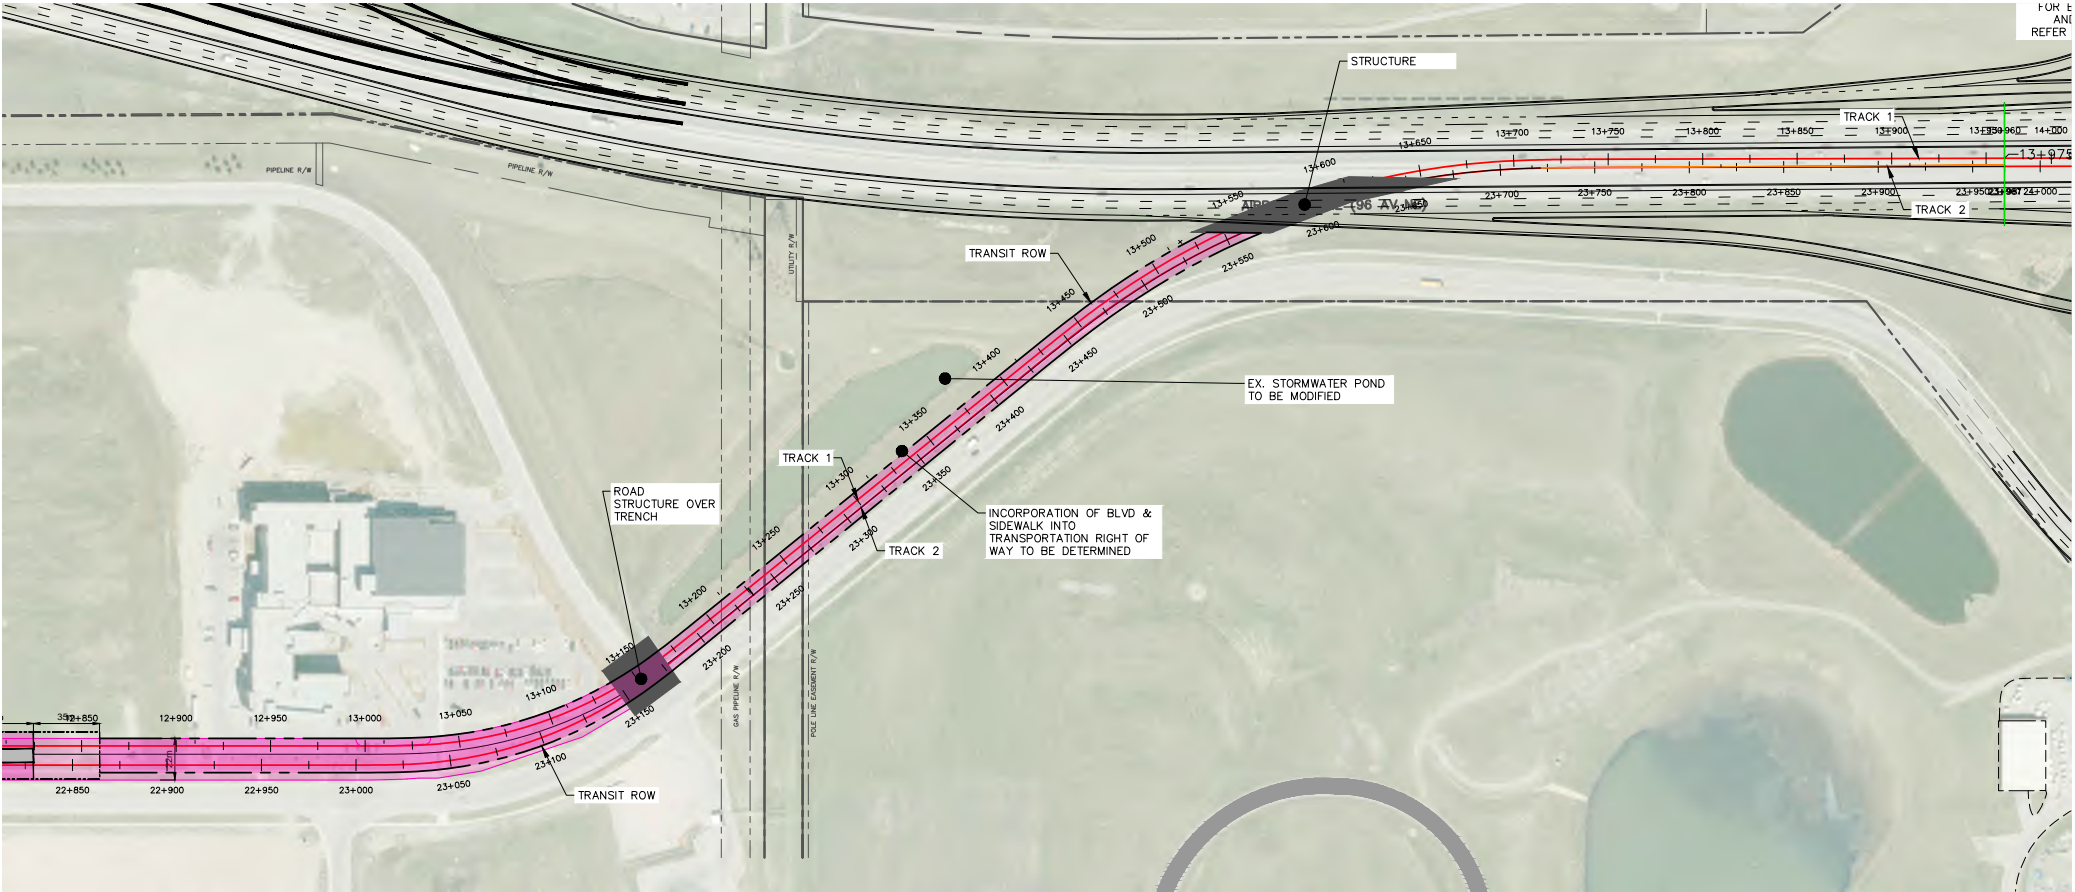 FOR E
AND
REFER
STRUCTURE
TRACK 1
13+600
13+650
13+700
13+750
13+800
13+850
13+900
14+000
13+975
PIPELINE R/W
PIPELINE R/W
UTILITY R/W
13+550
(96 AV
23+600
23+700
23+750
23+800
23+850
23+900
23+950
24+000
TRACK 2
TRANSIT ROW
13+500
23+550
13+450
23+500
13+400
23+450
EX. STORMWATER POND
TO BE MODIFIED
13+350
23+400
TRACK 1
13+300
23+350
ROAD
STRUCTURE OVER
TRENCH
INCORPORATION OF BLVD &
SIDEWALK INTO
TRANSPORTATION RIGHT OF
WAY TO BE DETERMINED
13+250
23+300
TRACK 2
13+200
23+250
13+150
23+200
GAS PIPELINE R/W
POLE LINE EASEMENT R/W
13+100
23+150
35m
12+850
12+900
12+950
13+000
13+050
22m
23+100
22+850
22+900
22+950
23+000
23+050
TRANSIT ROW